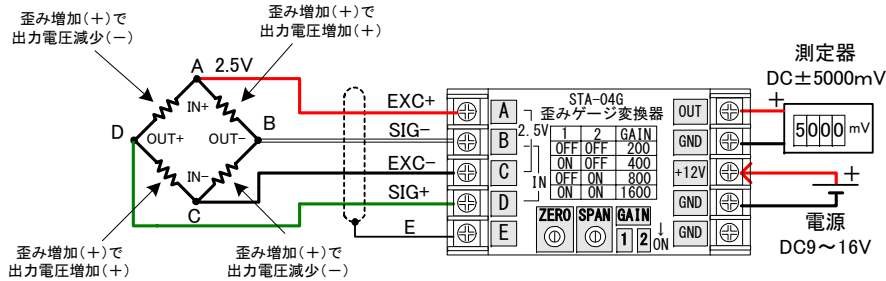 歪み増加(+)で
出力電圧減少(-)
歪み増加(+)で
出力電圧増加(+)
A 2.5V
IN+
D OUT+ OUT- B
IN-
C
歪み増加(+)で
出力電圧増加(+)
歪み増加(+)で
出力電圧減少(-)
EXC+
SIG-
EXC-
SIG+
E
A
B
C
D
E
2.5V
IN
STA-04G
歪みゲージ変換器
1 2 GAIN
OFF OFF 200
ON OFF 400
OFF ON 800
ON ON 1600
ZERO SPAN GAIN
1 2 ↓ON
OUT
GND
+12V
GND
GND
測定器
DC±5000mV
+
5000 mV
+
電源
DC9~16V